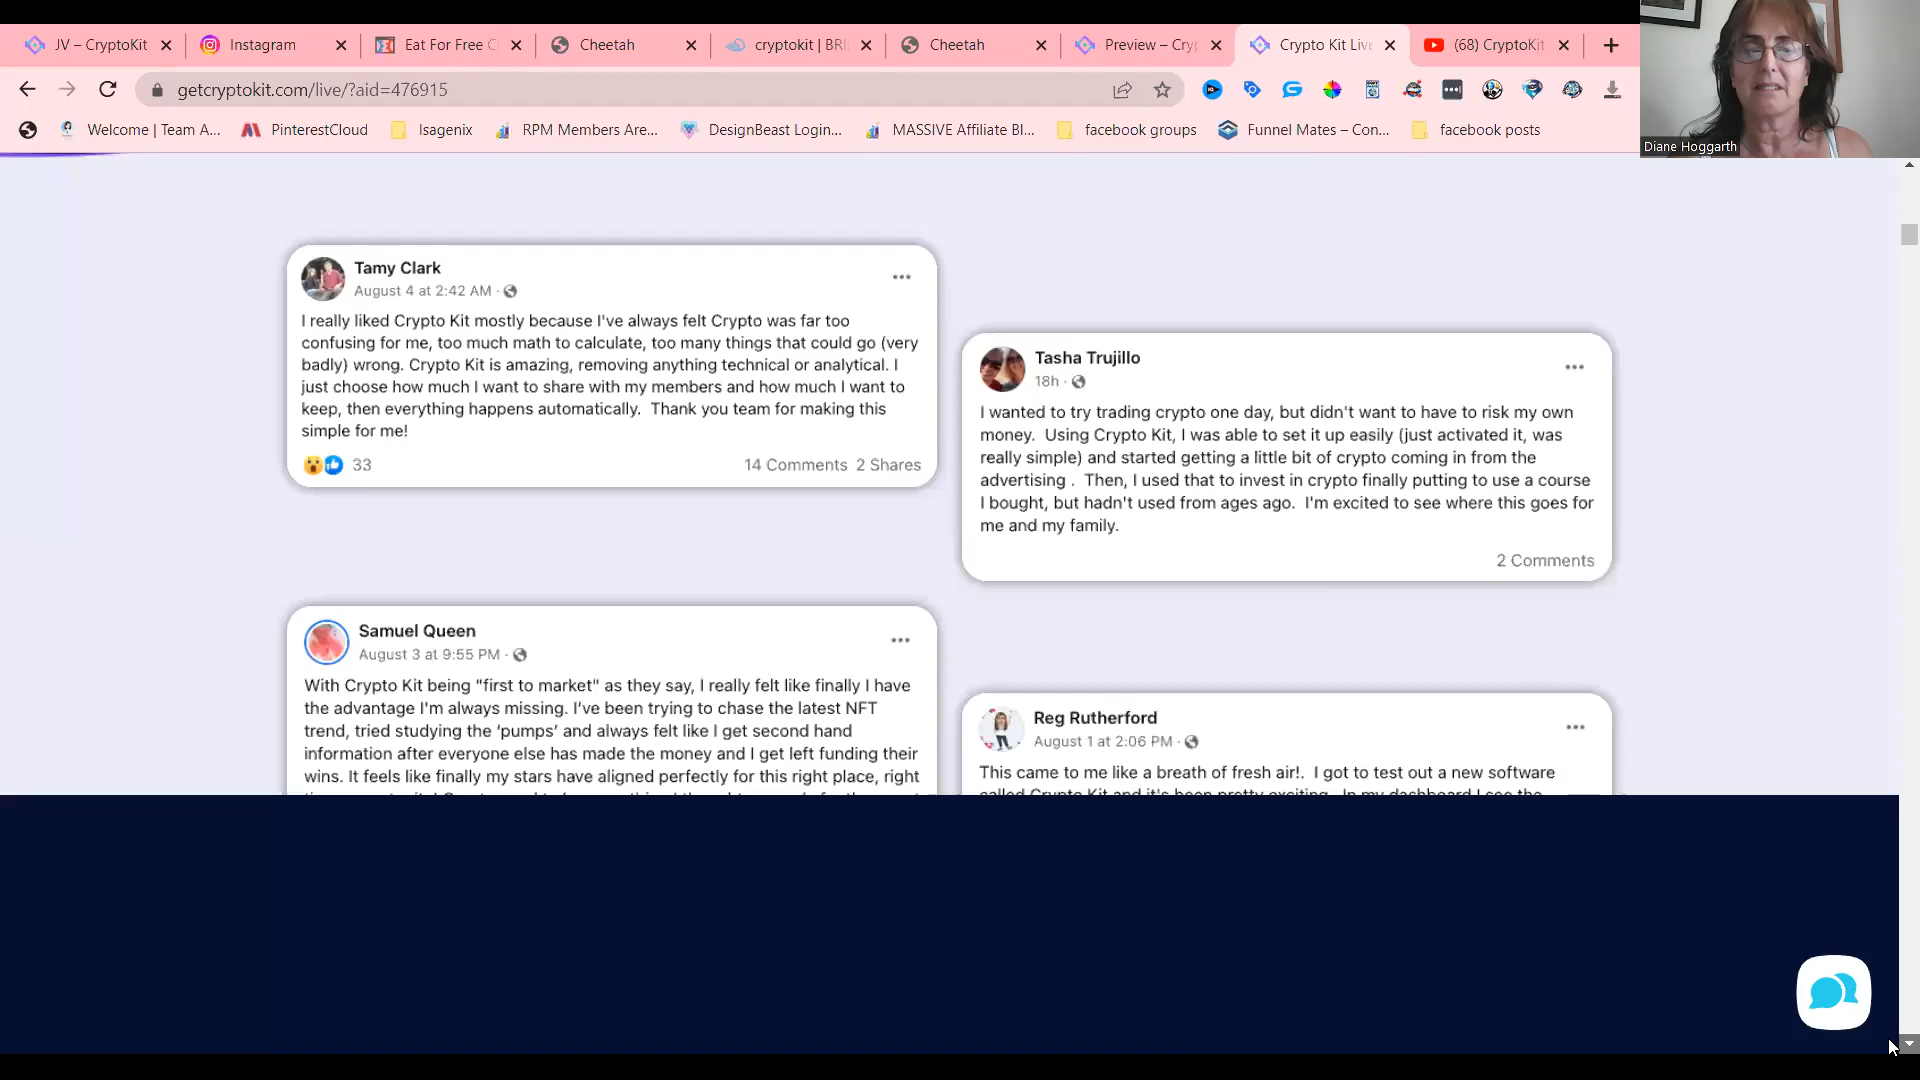 JV – CryptoKit
Instagram
Eat For Free C
Cheetah
cryptokit | BRI
Cheetah
Preview – Cryp
Crypto Kit Live
(68) CryptoKit
getcryptokit.com/live/?aid=476915
Welcome | Team A...
PinterestCloud
Isagenix
RPM Members Are...
DesignBeast Login...
MASSIVE Affiliate Bl...
facebook groups
Funnel Mates – Con...
facebook posts
Diane Hoggarth
Tamy Clark
August 4 at 2:42 AM ·
I really liked Crypto Kit mostly because I've always felt Crypto was far too
confusing for me, too much math to calculate, too many things that could go (very
badly) wrong. Crypto Kit is amazing, removing anything technical or analytical. I
just choose how much I want to share with my members and how much I want to
keep, then everything happens automatically. Thank you team for making this
simple for me!
33
14 Comments 2 Shares
Tasha Trujillo
18h ·
I wanted to try trading crypto one day, but didn't want to have to risk my own
money. Using Crypto Kit, I was able to set it up easily (just activated it, was
really simple) and started getting a little bit of crypto coming in from the
advertising . Then, I used that to invest in crypto finally putting to use a course
I bought, but hadn't used from ages ago. I'm excited to see where this goes for
me and my family.
2 Comments
Samuel Queen
August 3 at 9:55 PM ·
With Crypto Kit being "first to market" as they say, I really felt like finally I have
the advantage I'm always missing. I've been trying to chase the latest NFT
trend, tried studying the 'pumps' and always felt like I get second hand
information after everyone else has made the money and I get left funding their
wins. It feels like finally my stars have aligned perfectly for this right place, right
Reg Rutherford
August 1 at 2:06 PM ·
This came to me like a breath of fresh air!. I got to test out a new software
called Crypto Kit and it's been pretty exciting. In my dashboard I see the